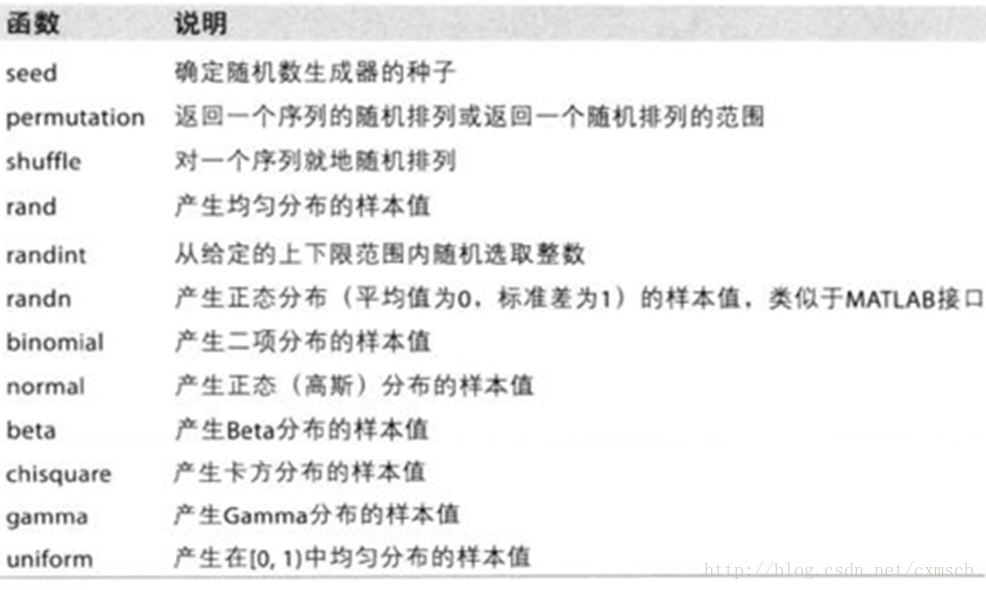 函数 说明
seed 确定随机数生成器的种子
permutation 返回一个序列的随机排列或返回一个随机排列的范围
shuffle 对一个序列就地随机排列
rand 产生均匀分布的样本值
randint 从给定的上下限范围内随机选取整数
randn 产生正态分布（平均值为0，标准差为1）的样本值，类似于MATLAB接口
binomial 产生二项分布的样本值
normal 产生正态（高斯）分布的样本值
beta 产生Beta分布的样本值
chisquare 产生卡方分布的样本值
gamma 产生Gamma分布的样本值
uniform 产生在[0, 1)中均匀分布的样本值
http://blog.csdn.net/cxmscb